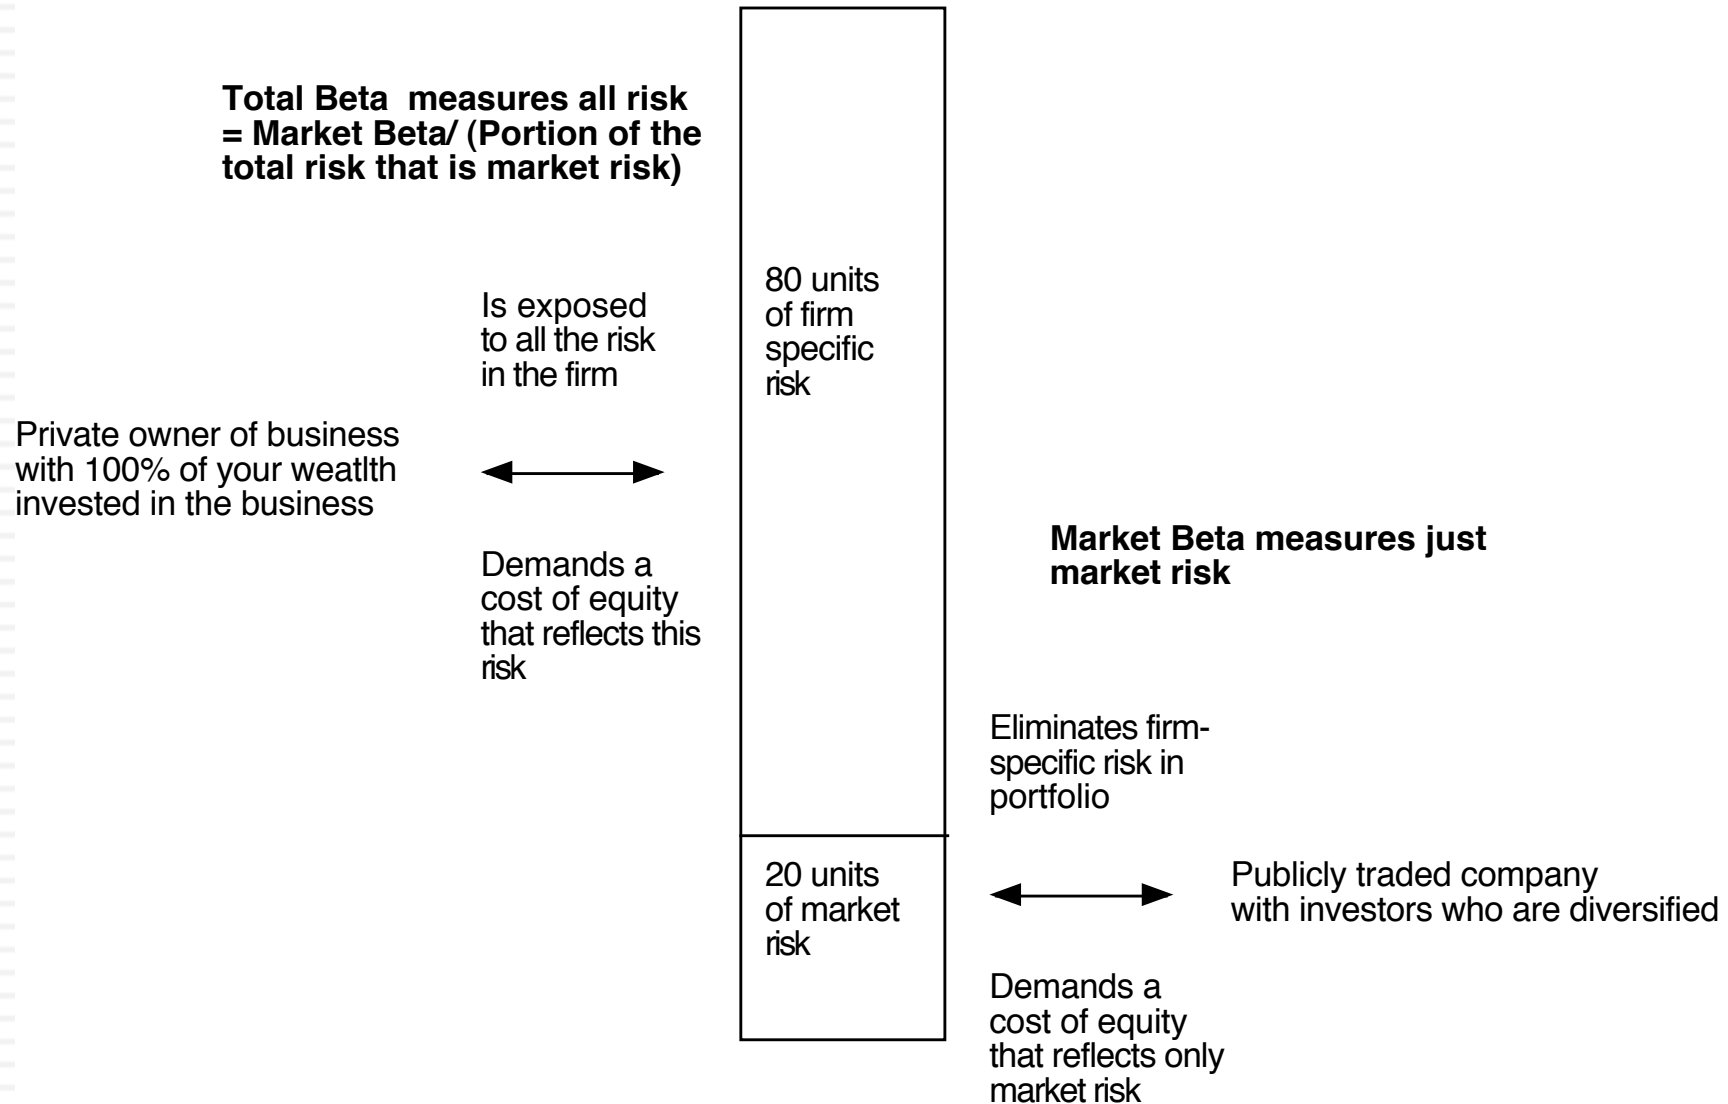 Total Beta  measures all risk
= Market Beta/ (Portion of the
total risk that is market risk)
80 units
of firm
specific
risk
Is exposed
to all the risk
in the firm
Private owner of business
with 100% of your weatlth
invested in the business
Demands a
cost of equity
that reflects this
risk
Market Beta measures just
market risk
Eliminates firm-
specific risk in
portfolio
20 units
of market
risk
Publicly traded company
with investors who are diversified
Demands a
cost of equity
that reflects only
market risk